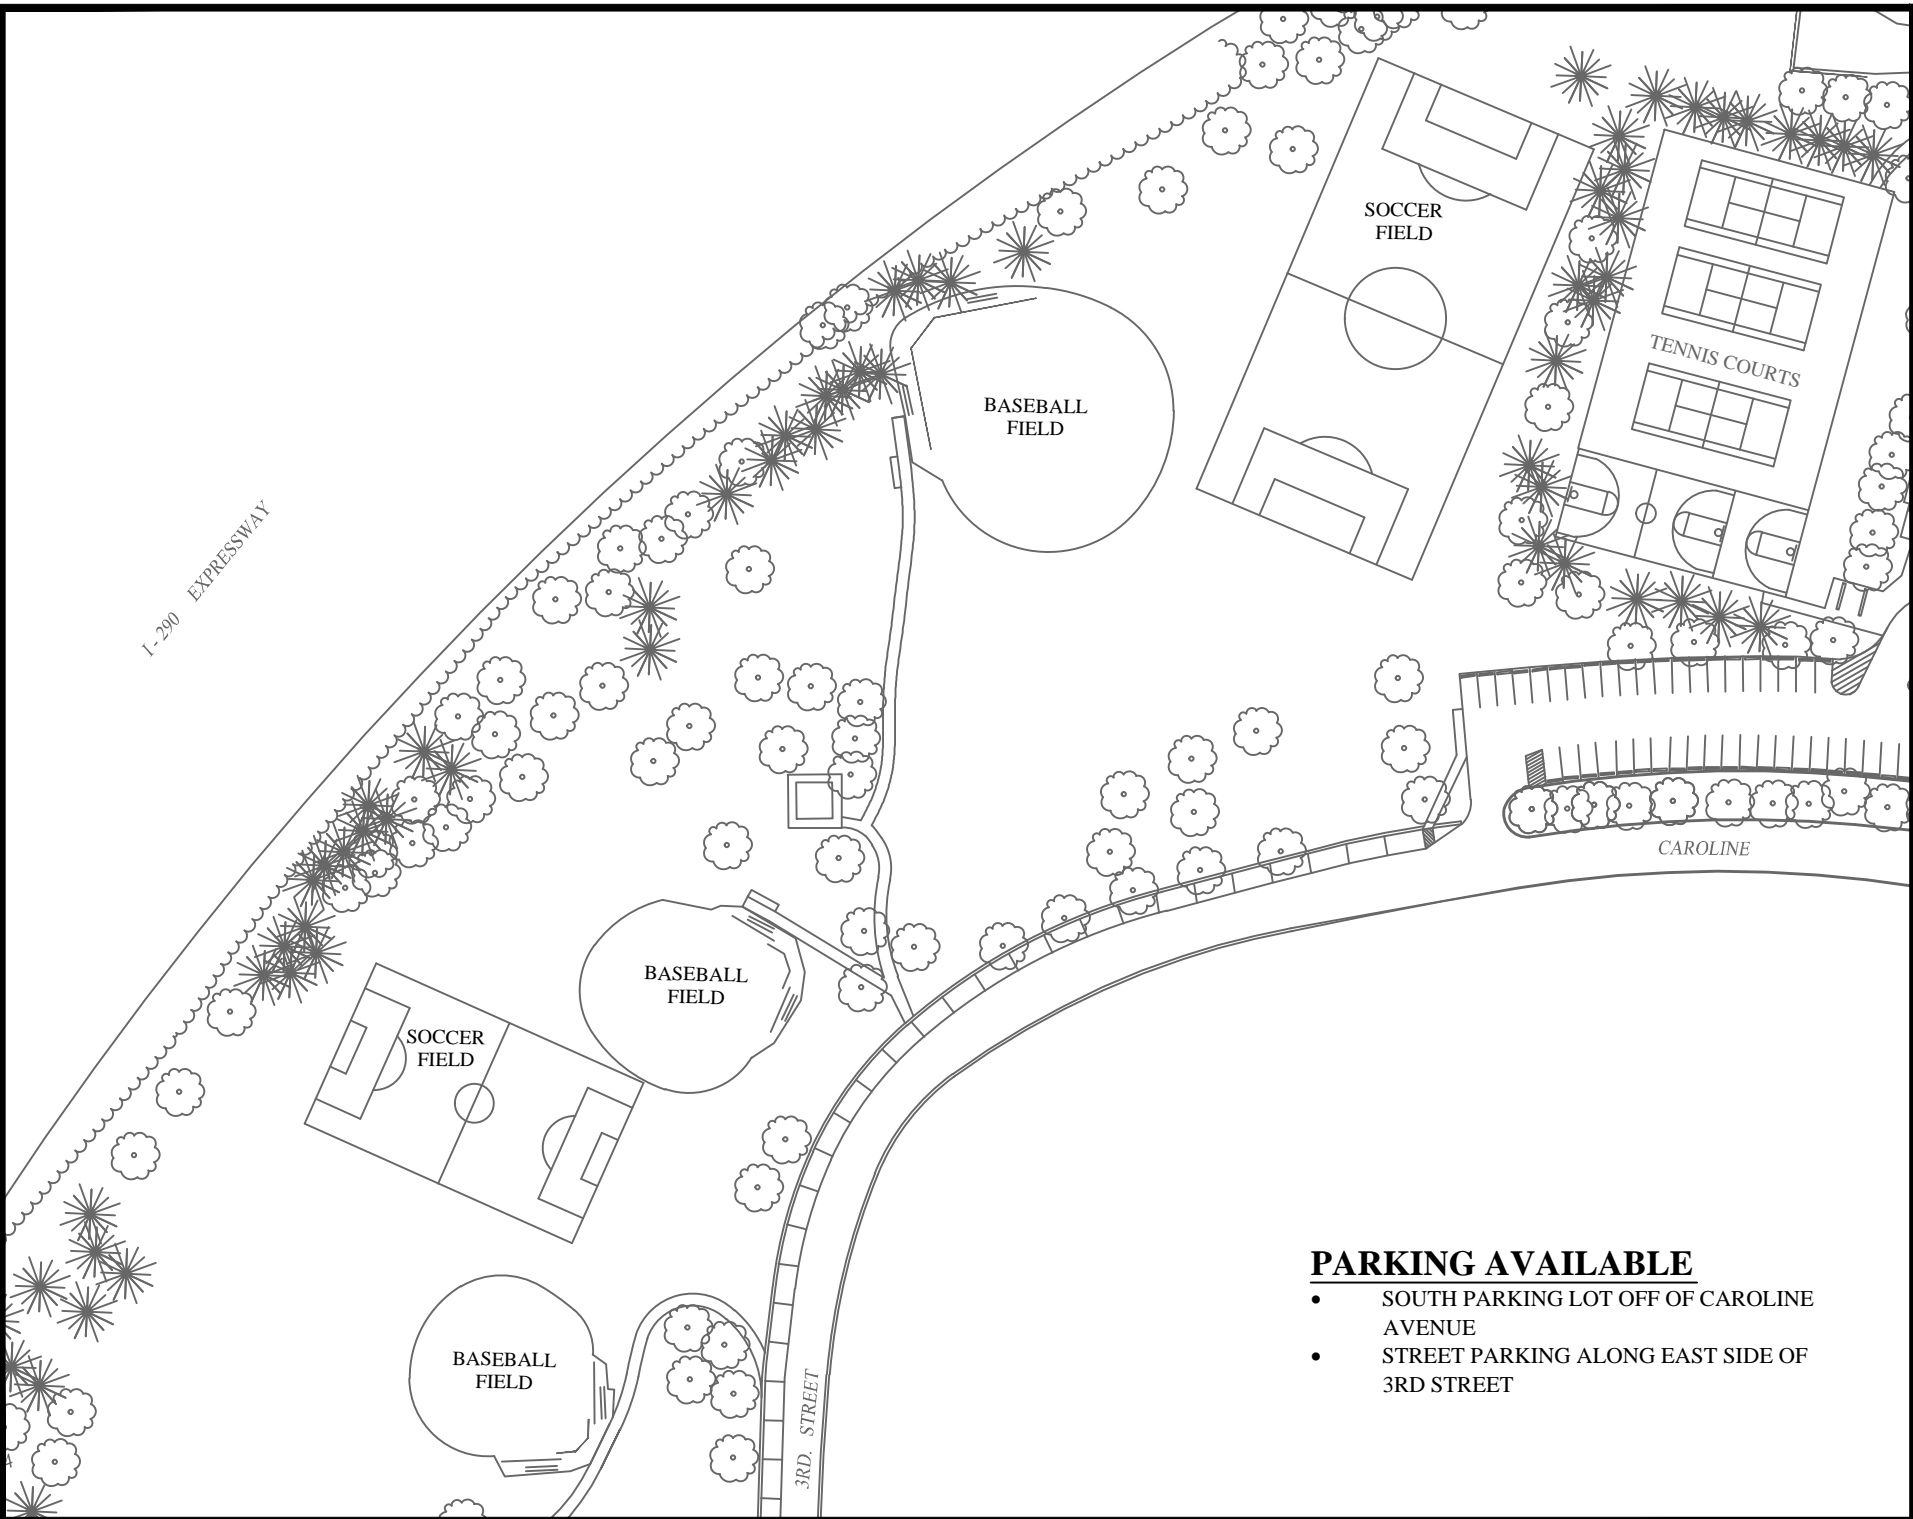 SOCCER
FIELD
TENNIS COURTS
BASEBALL
FIELD
I - 290 EXPRESSWAY
CAROLINE
BASEBALL
FIELD
SOCCER
FIELD
BASEBALL
FIELD
3RD. STREET
PARKING AVAILABLE
• SOUTH PARKING LOT OFF OF CAROLINE
AVENUE
• STREET PARKING ALONG EAST SIDE OF
3RD STREET